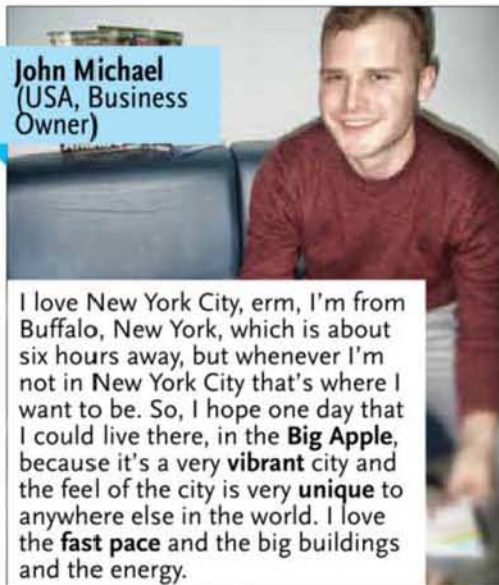 John Michael
(USA, Business
Owner)
I love New York City, erm, I'm from
Buffalo, New York, which is about
six hours away, but whenever I'm
not in New York City that's where I
want to be. So, I hope one day that
I could live there, in the Big Apple,
because it's a very vibrant city and
the feel of the city is very unique to
anywhere else in the world. I love
the fast pace and the big buildings
and the energy.